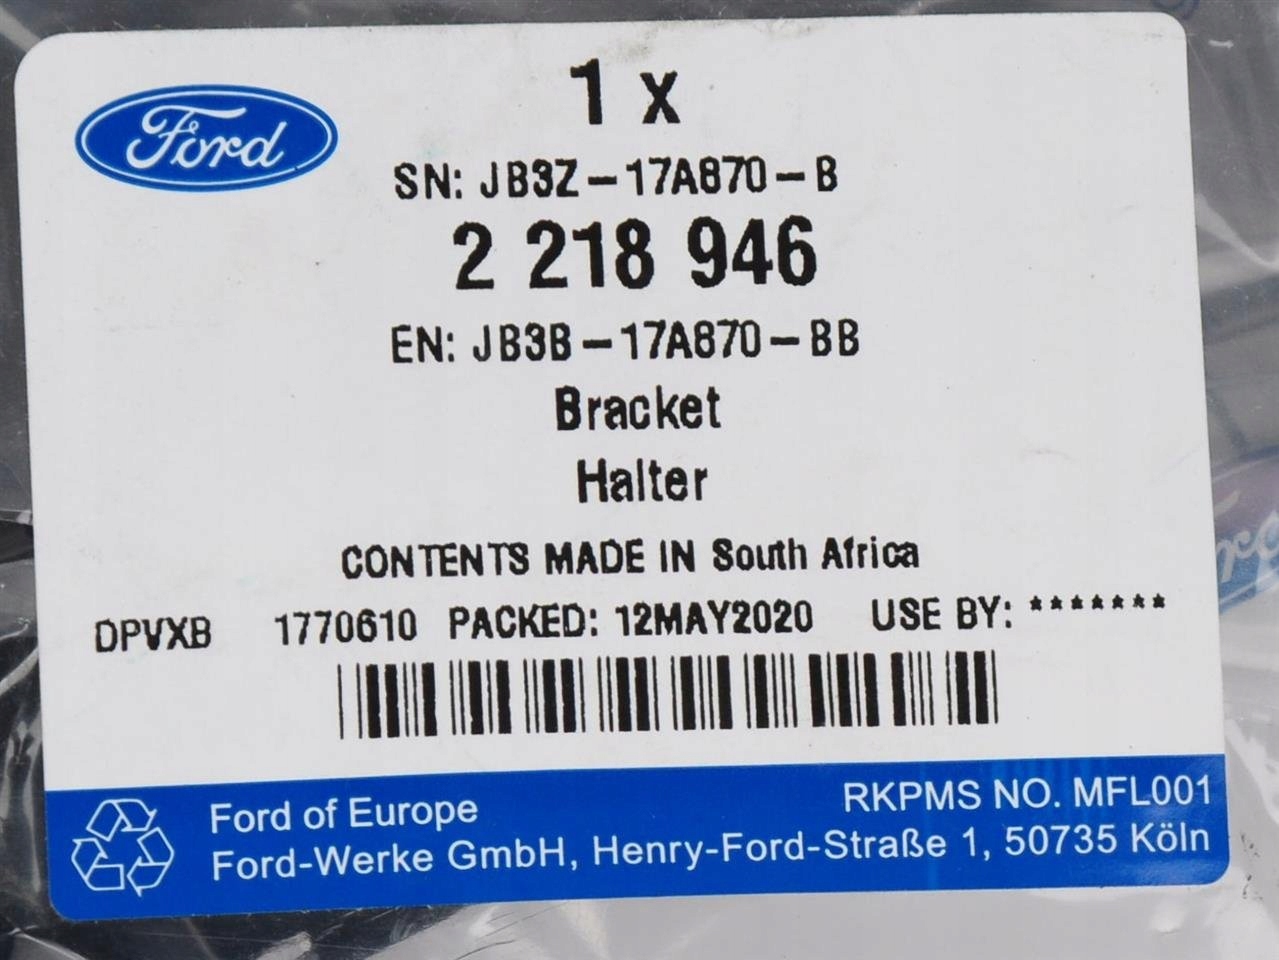 Ford
1 x
SN: JB3Z-17A870-B
2 218 946
EN: JB3B-17A870-BB
Bracket
Halter
CONTENTS MADE IN South Africa
DPVXB 1770610 PACKED: 12MAY2020 USE BY: *******
Ford of Europe RKPMS NO. MFL001
Ford-Werke GmbH, Henry-Ford-Straße 1, 50735 Köln